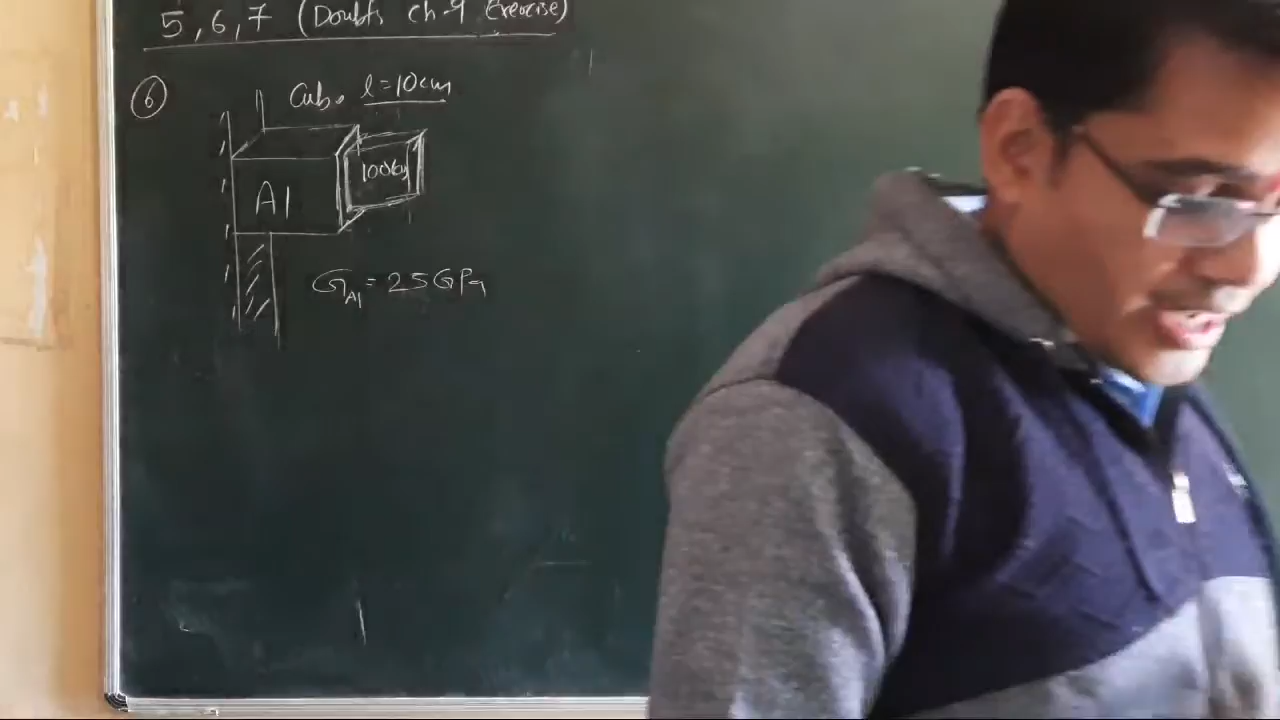 5, 6, 7 (Doubts ch-9 Exercise)
6
Cube l=10cm
100kg
Al
G_Al = 25 GPa